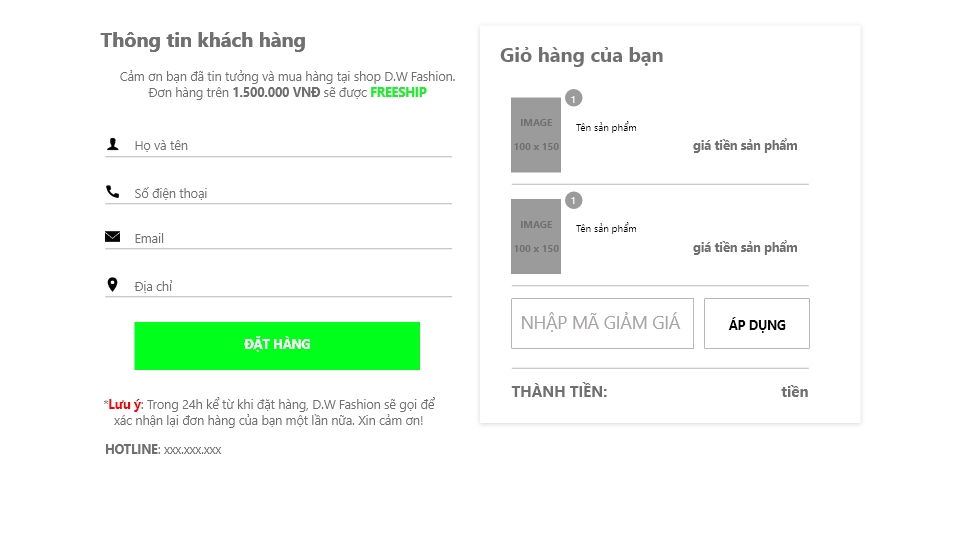 Thông tin khách hàng
Cảm ơn bạn đã tin tưởng và mua hàng tại shop D.W Fashion.
Đơn hàng trên 1.500.000 VNĐ sẽ được FREESHIP
Họ và tên
Số điện thoại
Email
Địa chỉ
ĐẶT HÀNG
*Lưu ý: Trong 24h kể từ khi đặt hàng, D.W Fashion sẽ gọi để
xác nhận lại đơn hàng của bạn một lần nữa. Xin cảm ơn!
HOTLINE: xxx.xxx.xxx
Giỏ hàng của bạn
1
IMAGE
100 x 150
Tên sản phẩm
giá tiền sản phẩm
1
IMAGE
100 x 150
Tên sản phẩm
giá tiền sản phẩm
NHẬP MÃ GIẢM GIÁ
ÁP DỤNG
THÀNH TIỀN: tiền